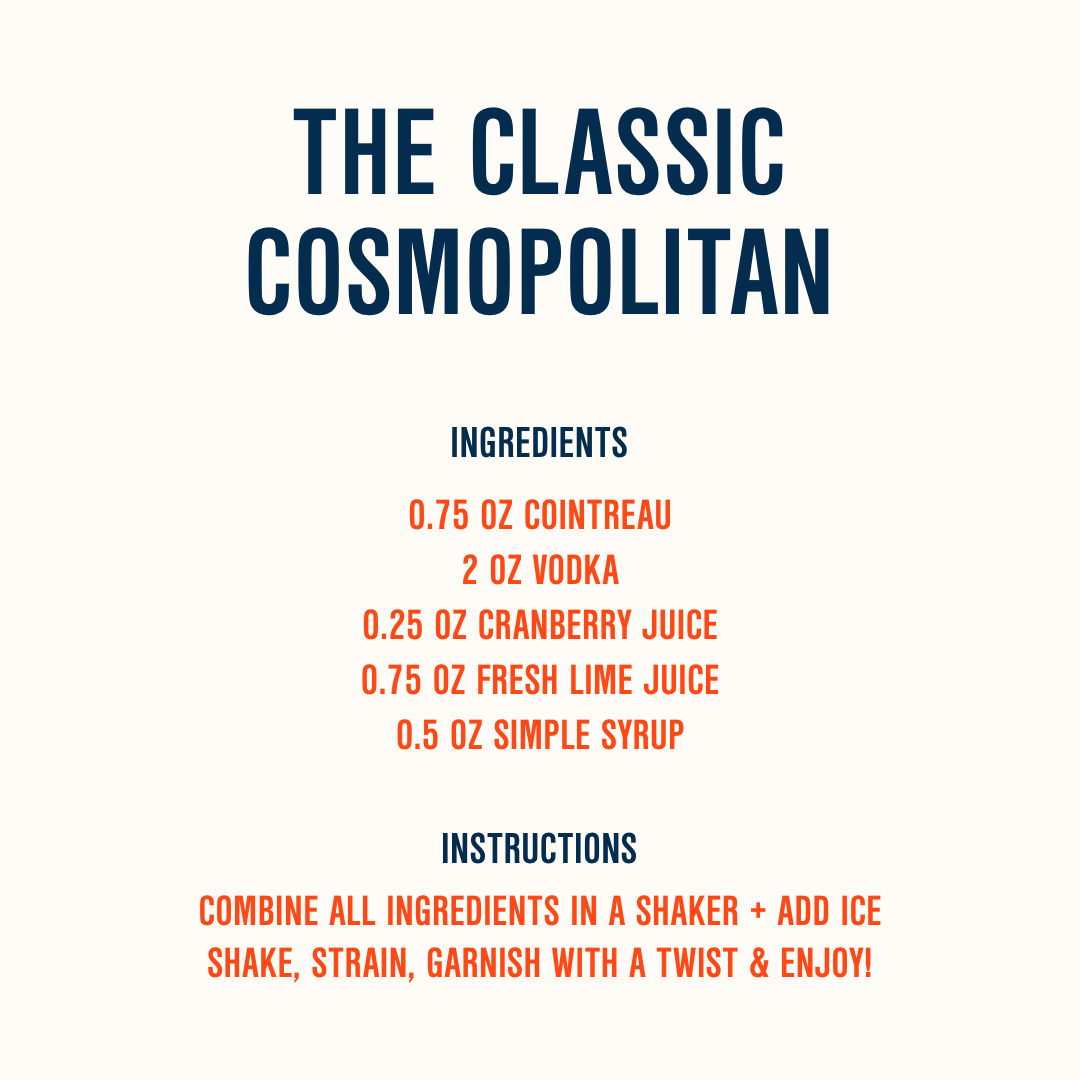 THE CLASSIC
COSMOPOLITAN
INGREDIENTS
0.75 OZ COINTREAU
2 OZ VODKA
0.25 OZ CRANBERRY JUICE
0.75 OZ FRESH LIME JUICE
0.5 OZ SIMPLE SYRUP
INSTRUCTIONS
COMBINE ALL INGREDIENTS IN A SHAKER + ADD ICE
SHAKE, STRAIN, GARNISH WITH A TWIST & ENJOY!